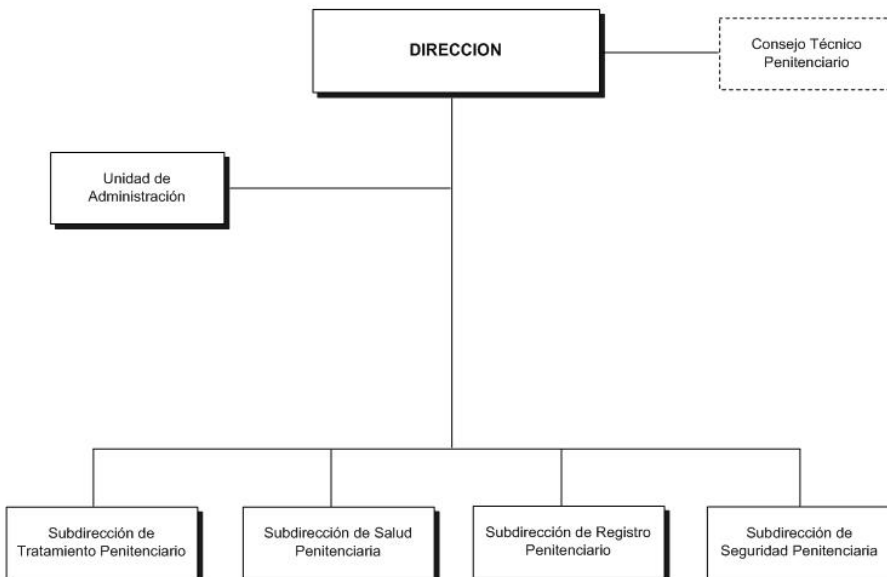 DIRECCION
Consejo Técnico
Penitenciario
Unidad de
Administración
Subdirección de
Tratamiento Penitenciario
Subdirección de Salud
Penitenciaria
Subdirección de Registro
Penitenciario
Subdirección de
Seguridad Penitenciaria